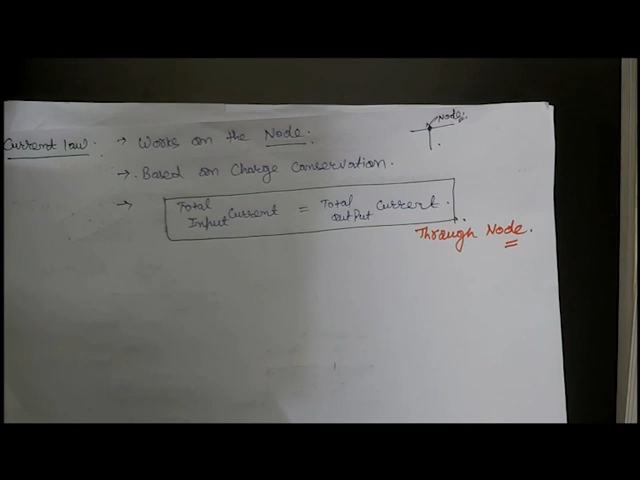 Node.
Current law. → Works on the Node.
→ Based on Charge Conservation.
→ Total Input Current = Total Output Current.
Through Node.